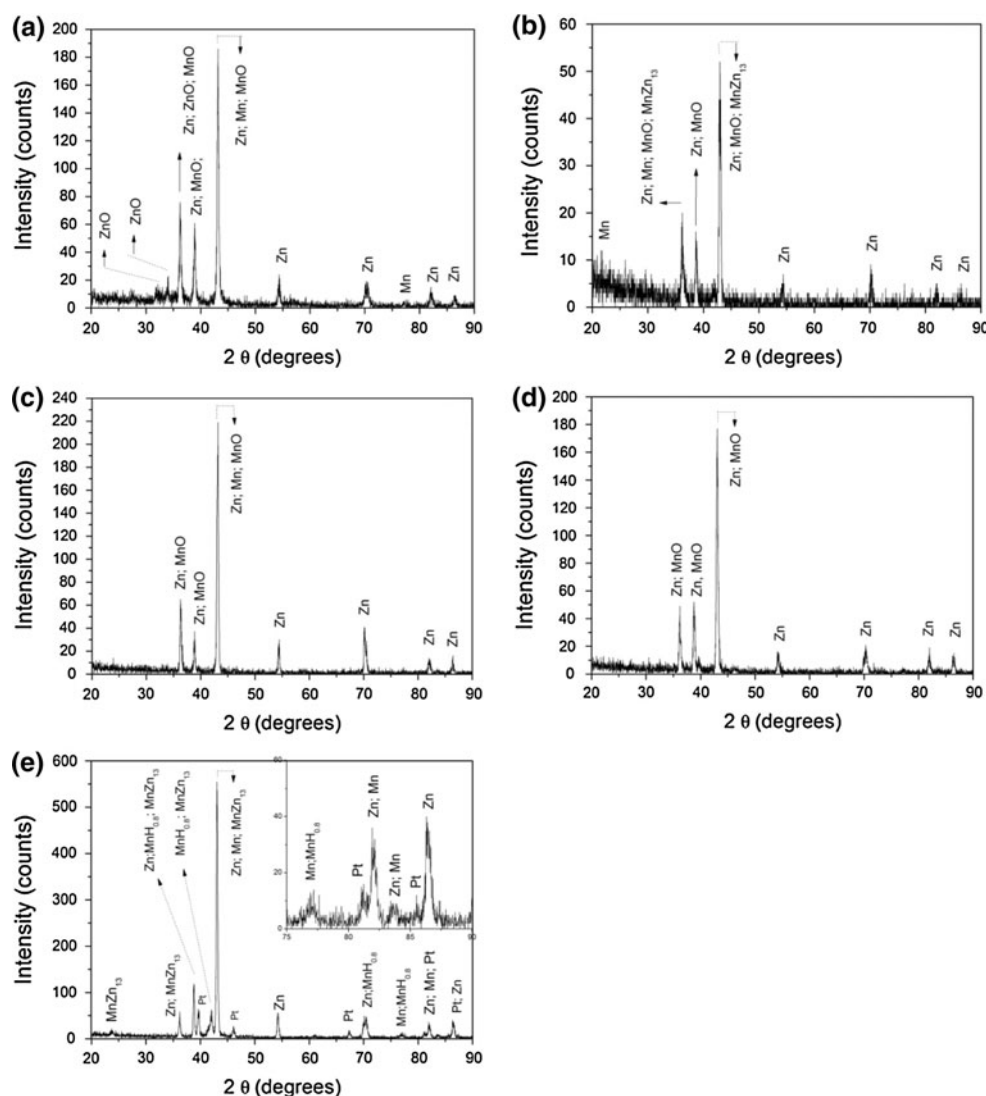 (a)
Intensity (counts)
200
180
160
140
120
100
80
60
40
20
0
ZnO
ZnO
Zn; ZnO; MnO
Zn; MnO;
Zn; Mn; MnO
Zn
Zn
Mn
Zn
Zn
20 30 40 50 60 70 80 90
2 θ (degrees)
(b)
Intensity (counts)
60
50
40
30
20
10
0
Mn
Zn; Mn; MnO; MnZn13
Zn; MnO
Zn; MnO; MnZn13
Zn
Zn
Zn
Zn
20 30 40 50 60 70 80 90
2 θ (degrees)
(c)
Intensity (counts)
240
220
200
180
160
140
120
100
80
60
40
20
0
Zn; MnO
Zn; MnO
Zn; Mn; MnO
Zn
Zn
Zn
Zn
20 30 40 50 60 70 80 90
2 θ (degrees)
(d)
Intensity (counts)
200
180
160
140
120
100
80
60
40
20
0
Zn; MnO
Zn, MnO
Zn; MnO
Zn
Zn
Zn
Zn
20 30 40 50 60 70 80 90
2 θ (degrees)
(e)
Intensity (counts)
600
500
400
300
200
100
0
MnZn13
Zn; MnZn13
Zn;MnH0.8; MnZn13
Pt
MnH0.8; MnZn13
Zn; Mn; MnZn13
Pt
Zn
Pt
Zn;MnH0.8
Mn;MnH0.8
Zn; Mn; Pt
Pt; Zn
20 30 40 50 60 70 80 90
2 θ (degrees)
60
40
20
0
Mn;MnH0.8
Pt
Zn; Mn
Zn; Mn
Pt
Zn
75 80 85 90